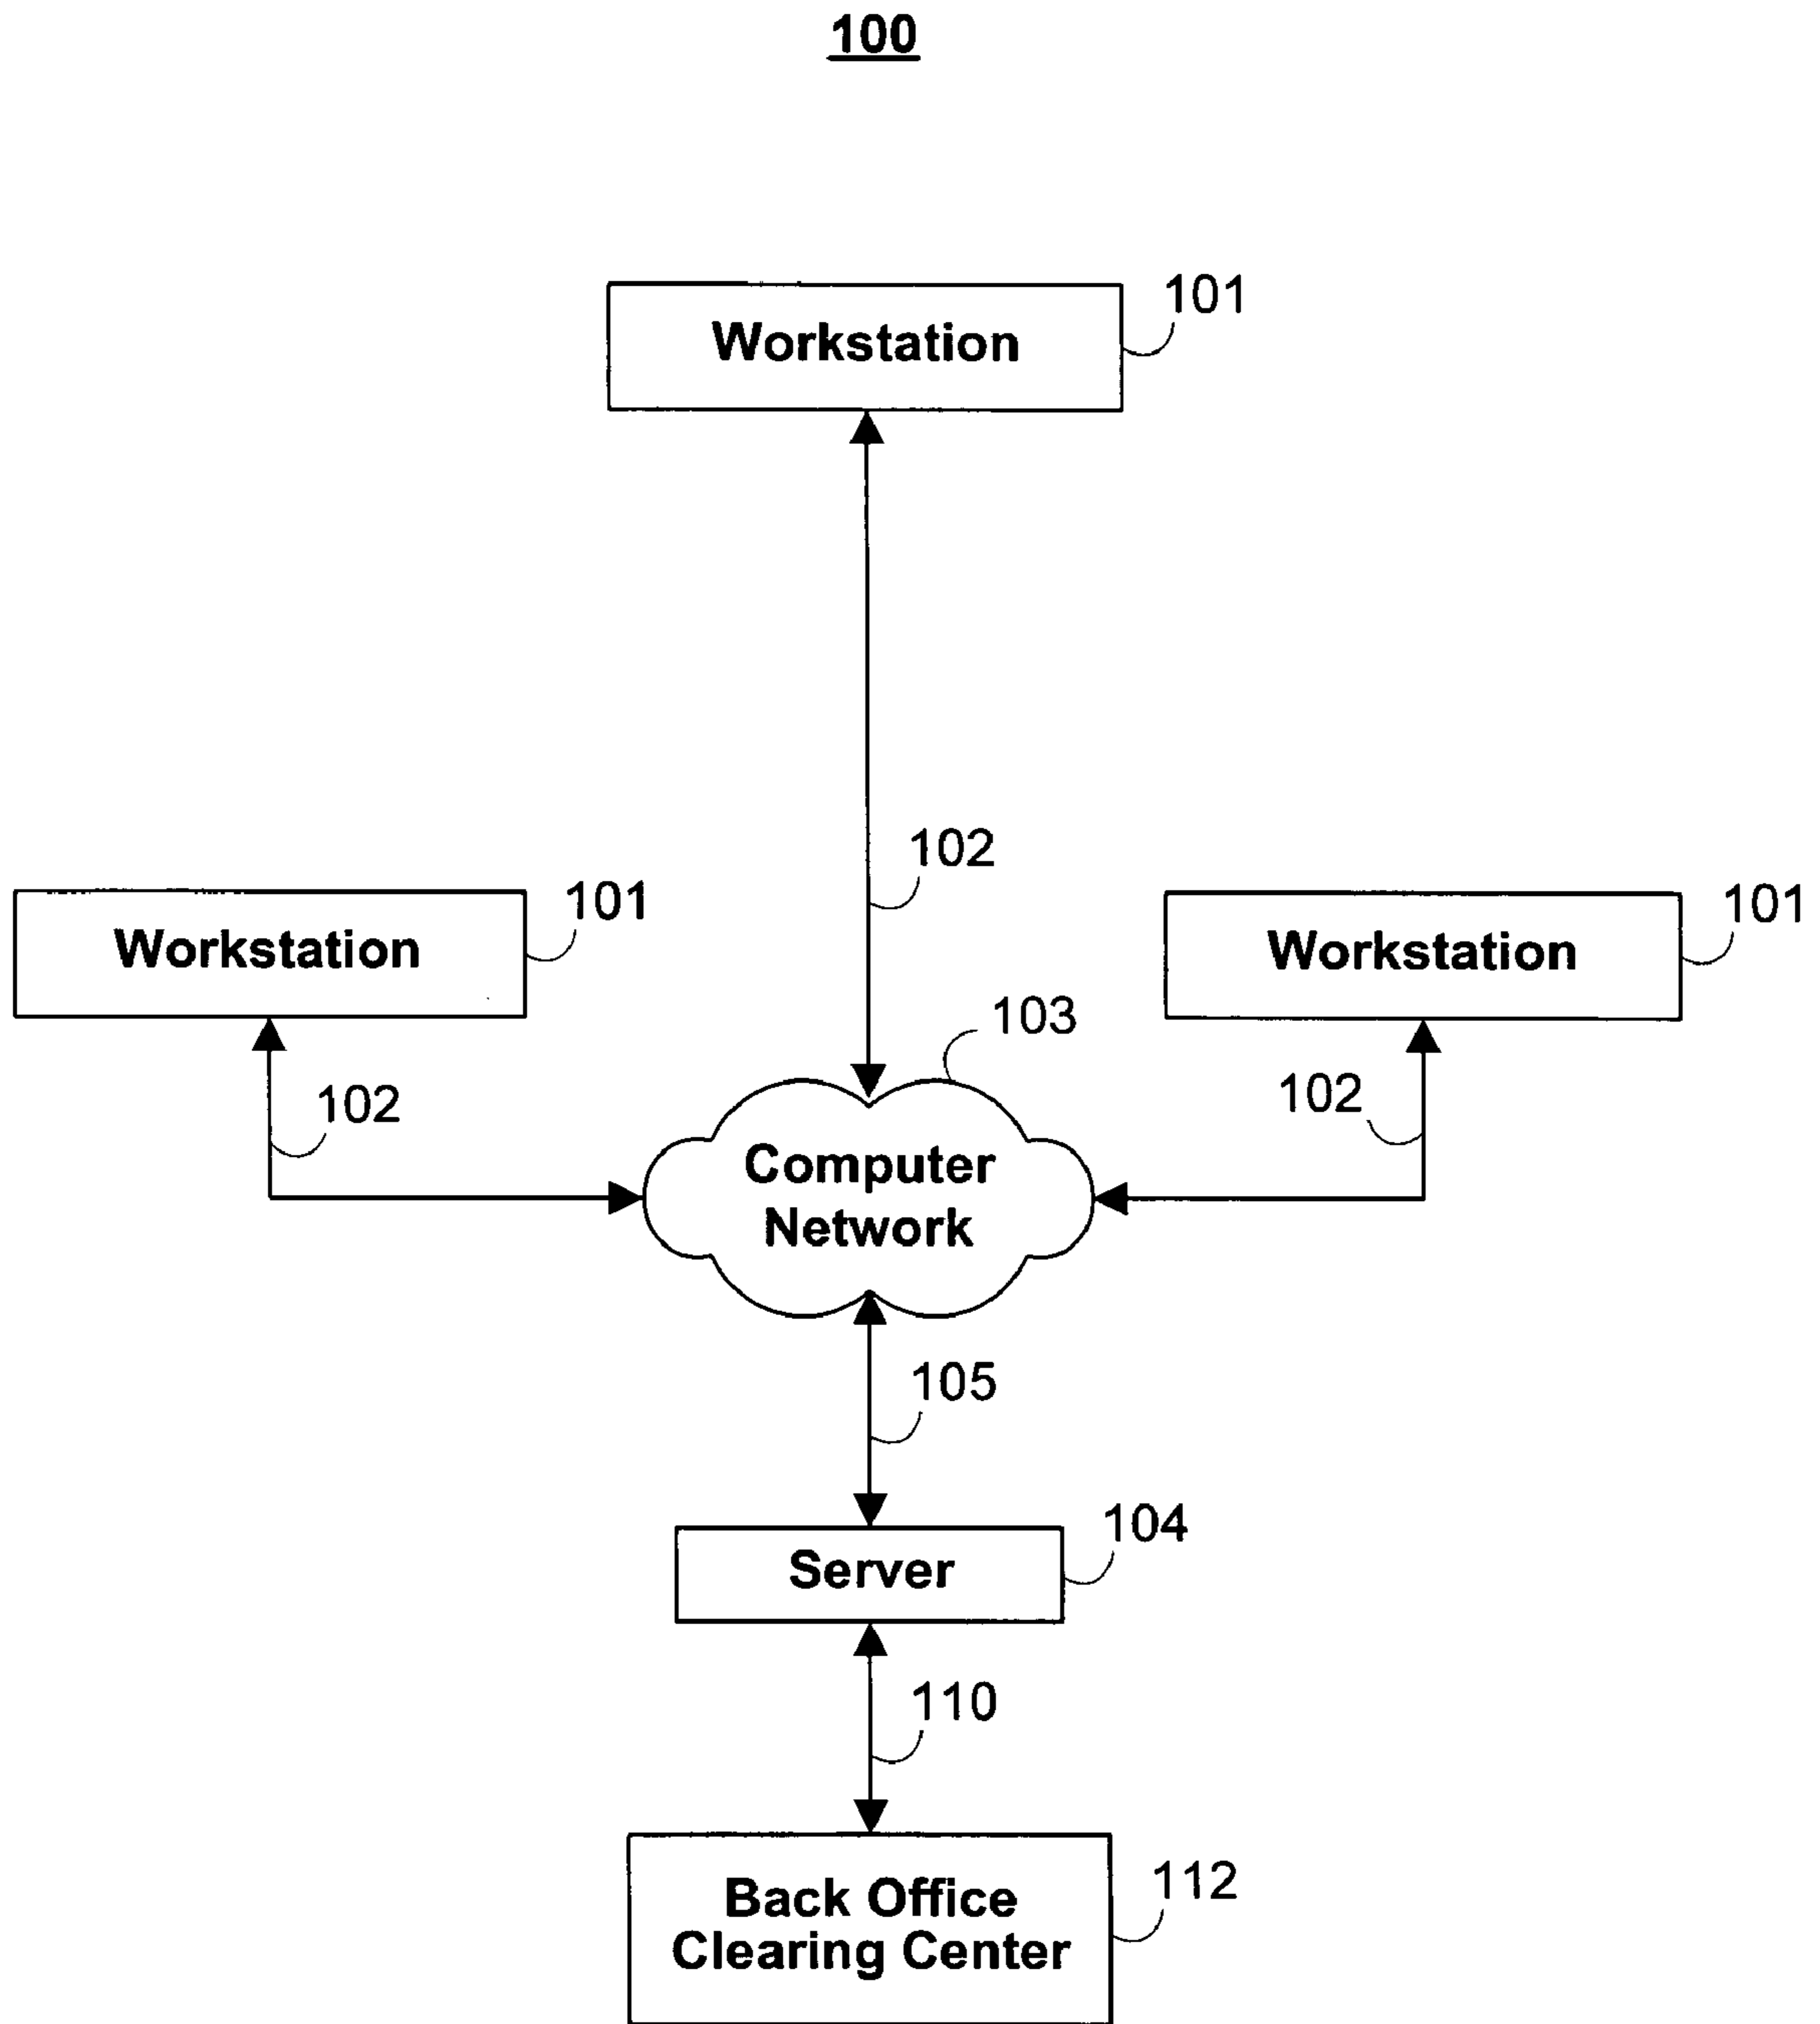 100
Workstation
101
102
Workstation
101
Workstation
101
103
102
102
Computer
Network
105
Server
104
110
Back Office
Clearing Center
112